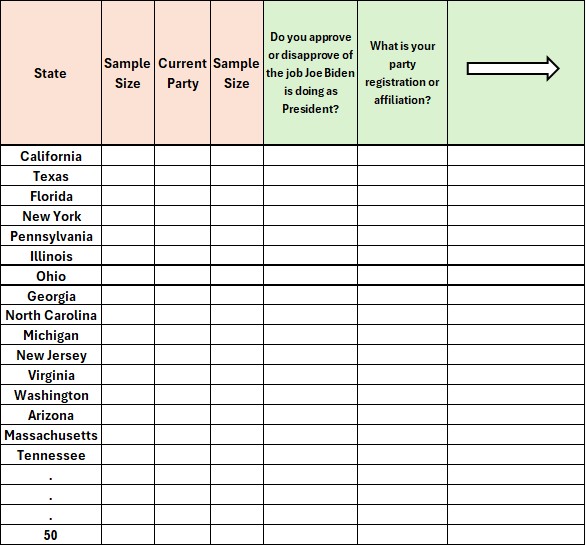 State
Sample
Size
Current
Party
Sample
Size
Do you approve
or disapprove of
the job Joe Biden
is doing as
President?
What is your
party
registration or
affiliation?
California
Texas
Florida
New York
Pennsylvania
Illinois
Ohio
Georgia
North Carolina
Michigan
New Jersey
Virginia
Washington
Arizona
Massachusetts
Tennessee
.
.
.
50